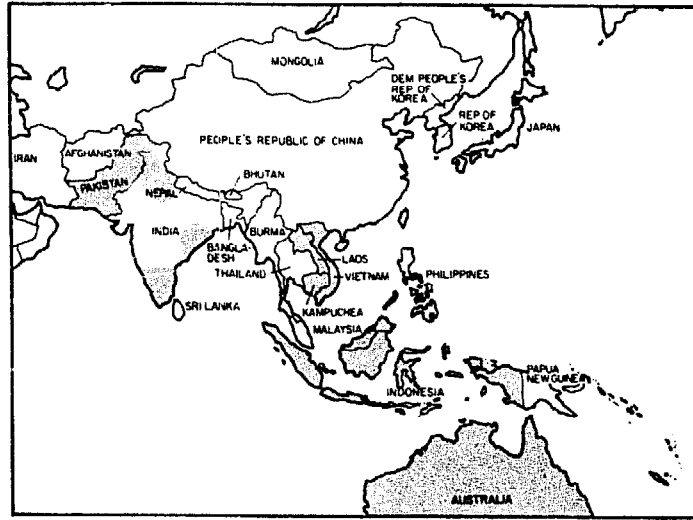 MONGOLIA
DEM PEOPLE'S
REP OF
KOREA
REP OF
KOREA
JAPAN
PEOPLE'S REPUBLIC OF CHINA
IRAN
AFGHANISTAN
PAKISTAN
NEPAL
BHUTAN
INDIA
BURMA
BANGLA-
DESH
LAOS
THAILAND
VIETNAM
PHILIPPINES
SRI LANKA
KAMPUCHEA
MALAYSIA
PAPUA
NEW GUINEA
INDONESIA
AUSTRALIA